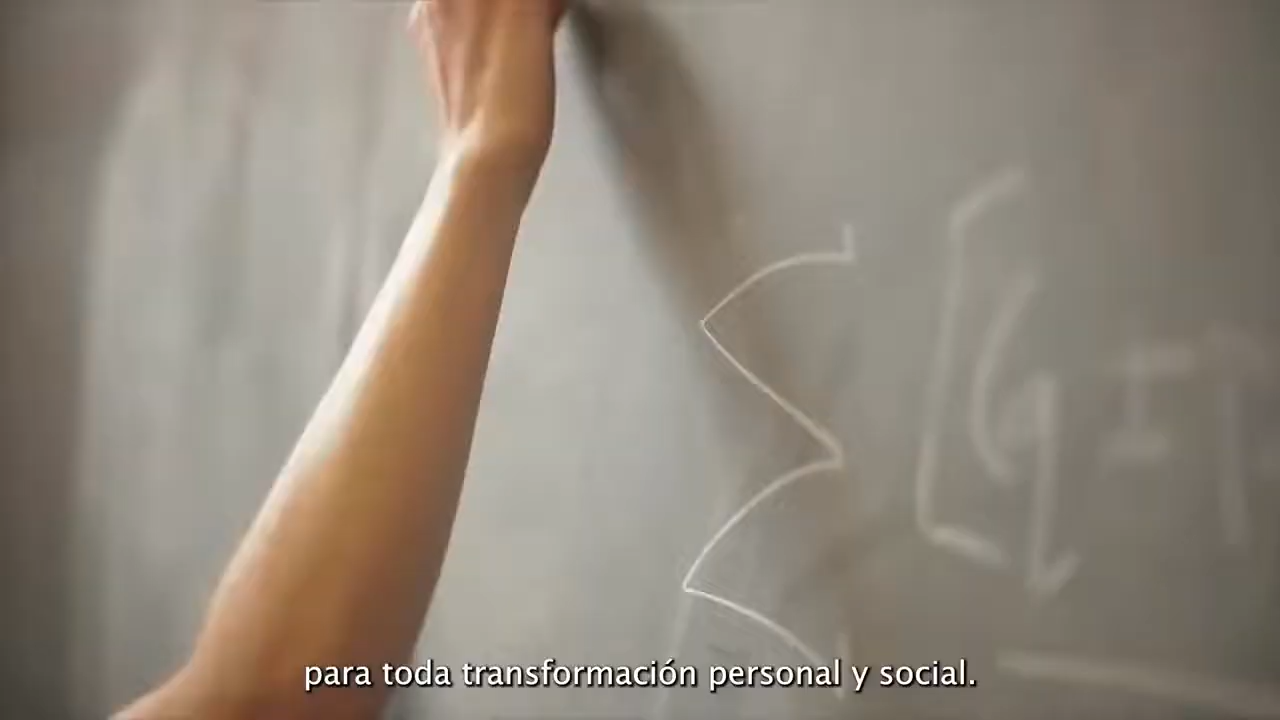 [q ±
para toda transformación personal y social.